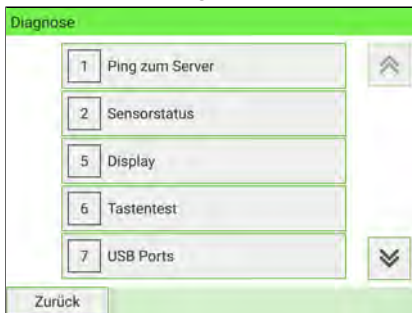 Diagnose
1 Ping zum Server
2 Sensorstatus
5 Display
6 Tastentest
7 USB Ports
Zurück